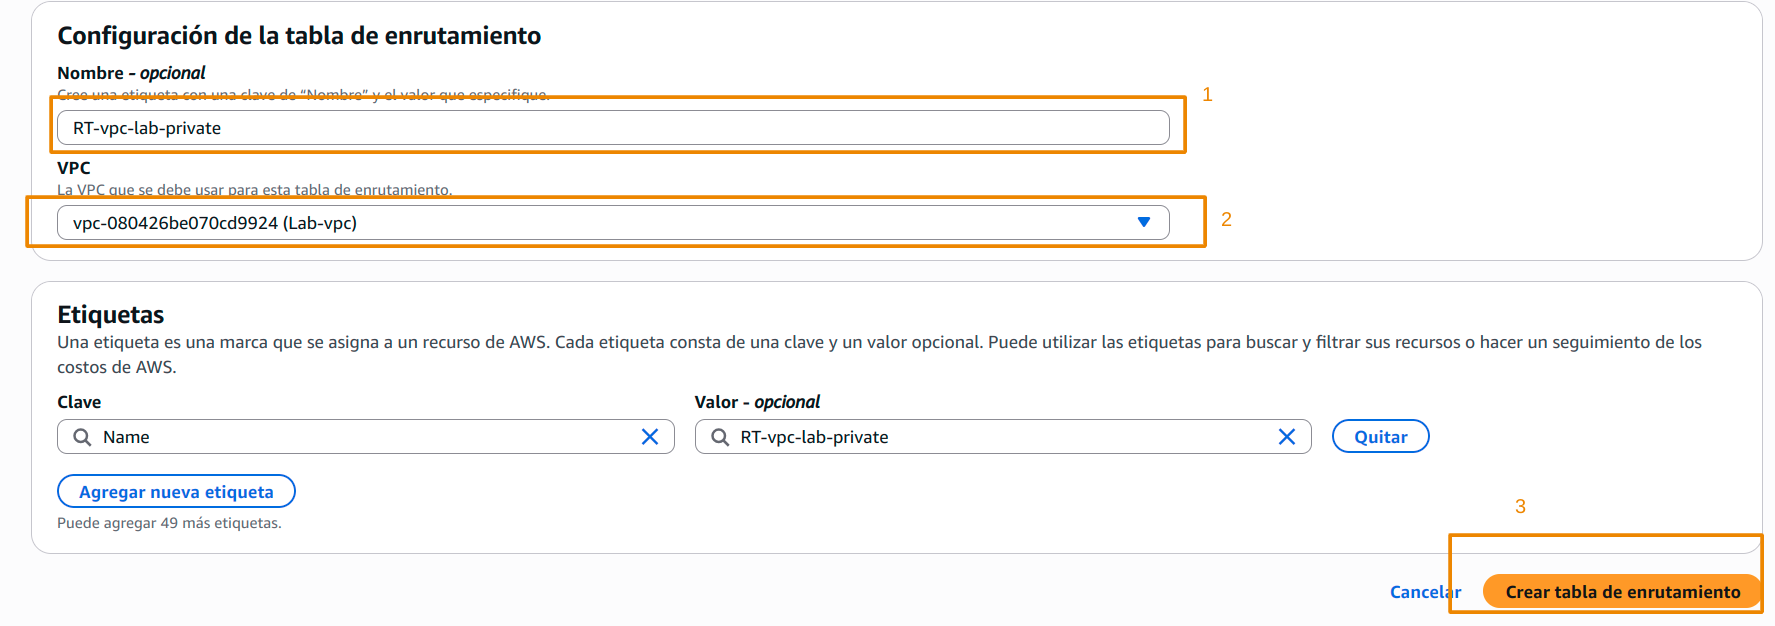 Configuración de la tabla de enrutamiento
Nombre - opcional
Cree una etiqueta con una clave de “Nombre” y el valor que especifique.
1
RT-vpc-lab-private
VPC
La VPC que se debe usar para esta tabla de enrutamiento.
vpc-080426be070cd9924 (Lab-vpc)
2
Etiquetas
Una etiqueta es una marca que se asigna a un recurso de AWS. Cada etiqueta consta de una clave y un valor opcional. Puede utilizar las etiquetas para buscar y filtrar sus recursos o hacer un seguimiento de los
costos de AWS.
Clave
Valor - opcional
Name
RT-vpc-lab-private
Quitar
Agregar nueva etiqueta
Puede agregar 49 más etiquetas.
3
Cancelar
Crear tabla de enrutamiento